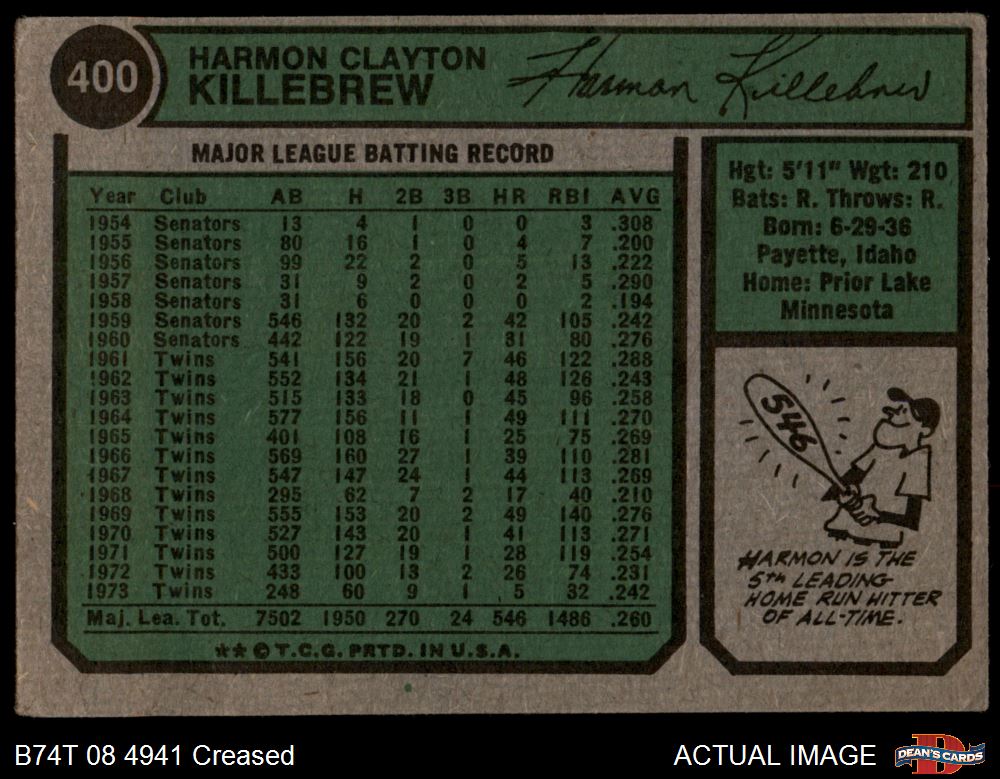 400
HARMON CLAYTON
KILLEBREW
Harmon Killebrew
MAJOR LEAGUE BATTING RECORD
Year Club AB H 2B 3B HR RBI AVG
1954 Senators 13 4 1 0 0 3 .308
1955 Senators 80 16 1 0 4 7 .200
1956 Senators 99 22 2 0 5 13 .222
1957 Senators 31 9 2 0 2 5 .290
1958 Senators 31 6 0 0 0 2 .194
1959 Senators 546 132 20 2 42 105 .242
1960 Senators 442 122 19 1 31 80 .276
1961 Twins 541 156 20 7 46 122 .288
1962 Twins 552 134 21 1 48 126 .243
1963 Twins 515 133 18 0 45 96 .258
1964 Twins 577 156 11 1 49 111 .270
1965 Twins 401 108 16 1 25 75 .269
1966 Twins 569 160 27 1 39 110 .281
1967 Twins 547 147 24 1 44 113 .269
1968 Twins 295 62 7 2 17 40 .210
1969 Twins 555 153 20 2 49 140 .276
1970 Twins 527 143 20 1 41 113 .271
1971 Twins 500 127 19 1 28 119 .254
1972 Twins 433 100 13 2 26 74 .231
1973 Twins 248 60 9 1 5 32 .242
Maj. Lea. Tot. 7502 1950 270 24 546 1486 .260
★★ © T.C.G. PRTD. IN U.S.A.
Hgt: 5'11" Wgt: 210
Bats: R. Throws: R.
Born: 6-29-36
Payette, Idaho
Home: Prior Lake
Minnesota
546
HARMON IS THE
5TH LEADING
HOME RUN HITTER
OF ALL-TIME.
B74T 08 4941 Creased
ACTUAL IMAGE
DEAN'S CARDS